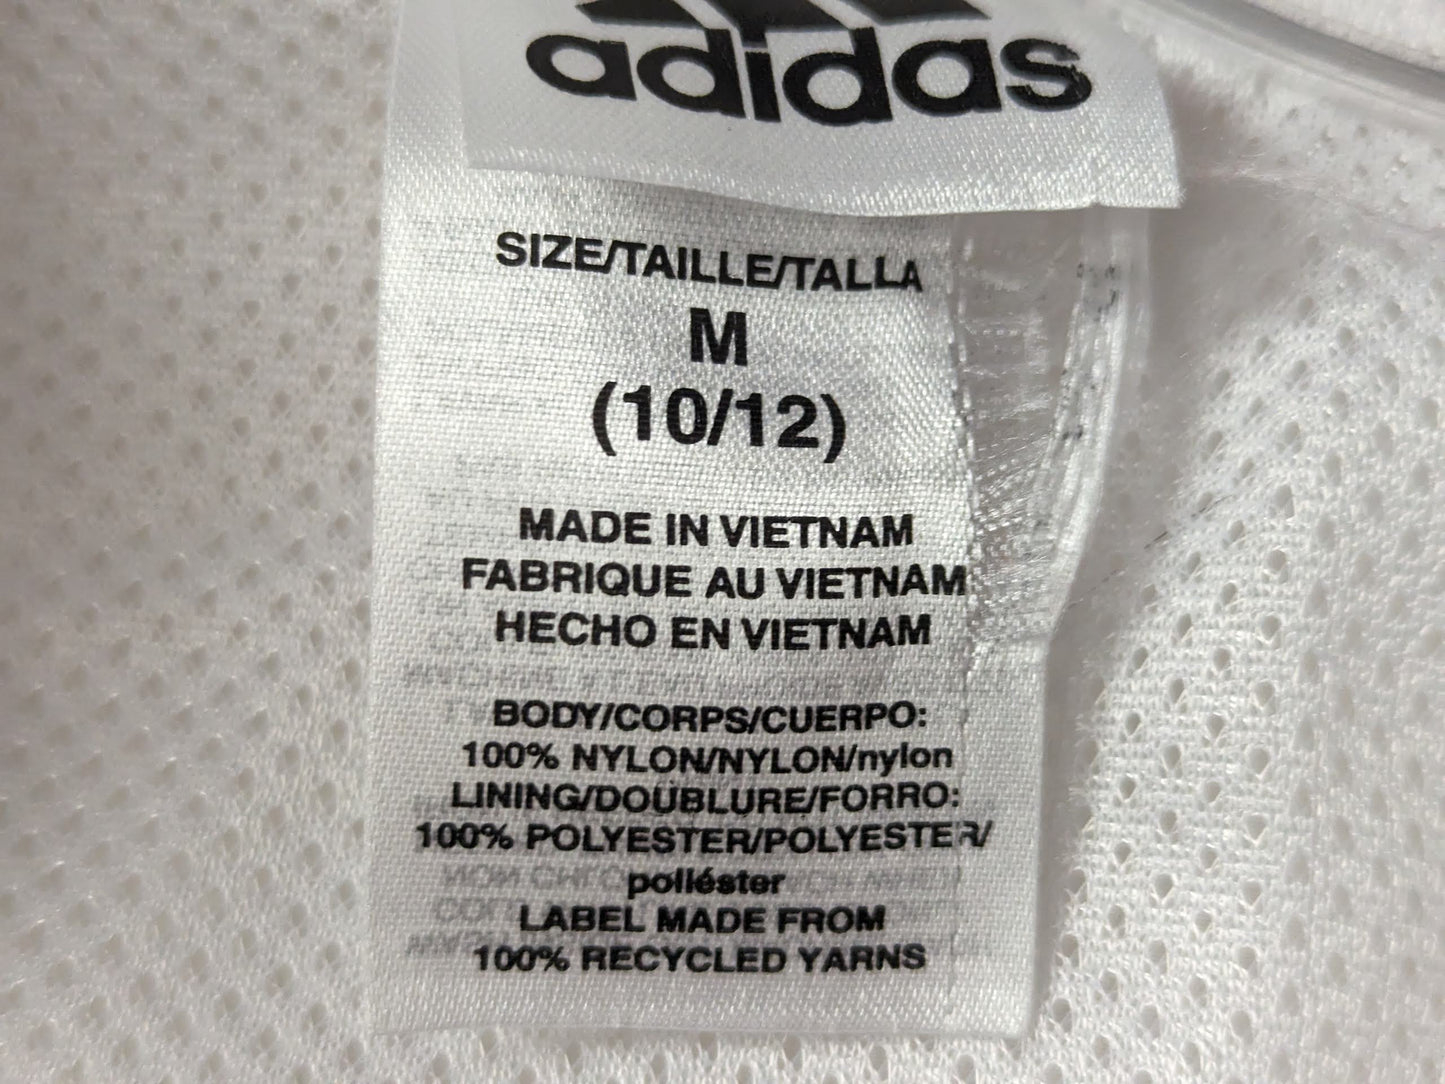 adidas
SIZE/TAILLE/TALLA
M
(10/12)
MADE IN VIETNAM
FABRIQUE AU VIETNAM
HECHO EN VIETNAM
BODY/CORPS/CUERPO:
100% NYLON/NYLON/nylon
LINING/DOUBLURE/FORRO:
100% POLYESTER/POLYESTER/
poliéster
LABEL MADE FROM
100% RECYCLED YARNS